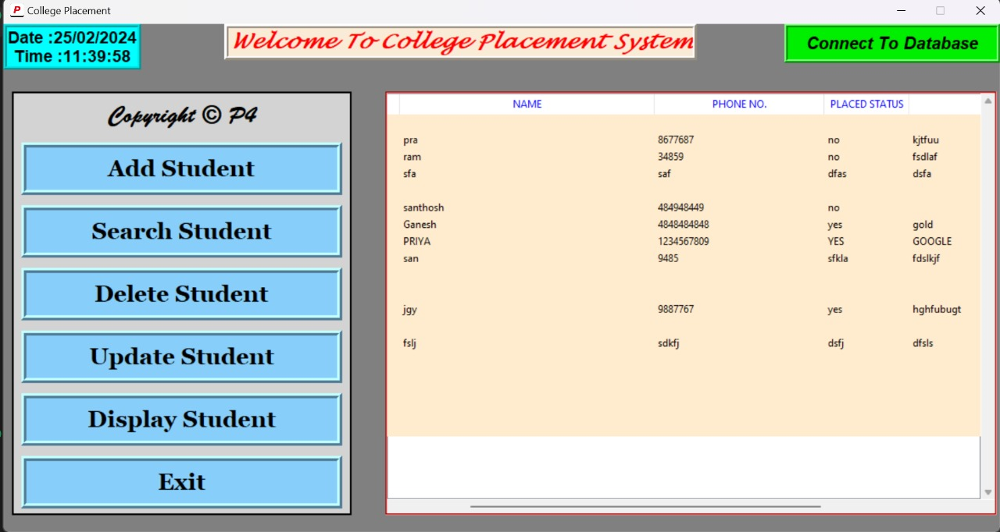 P College Placement
Date :25/02/2024
Time :11:39:58
Welcome To College Placement System
Connect To Database
Copyright © P4
Add Student
Search Student
Delete Student
Update Student
Display Student
Exit
NAME PHONE NO. PLACED STATUS
pra 8677687 no kjtfuu
ram 34859 no fsdlaf
sfa saf dfas dsfa
santhosh 484948449 no
Ganesh 4848484848 yes gold
PRIYA 1234567809 YES GOOGLE
san 9485 sfkla fdslkjf
jgy 9887767 yes hghfubugt
fslj sdkfj dsfj dfsls